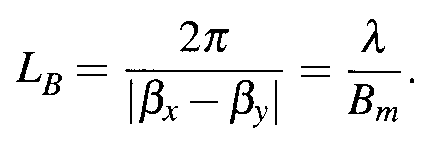 L_B = \frac{2\pi}{|\beta_x - \beta_y|} = \frac{\lambda}{B_m}.